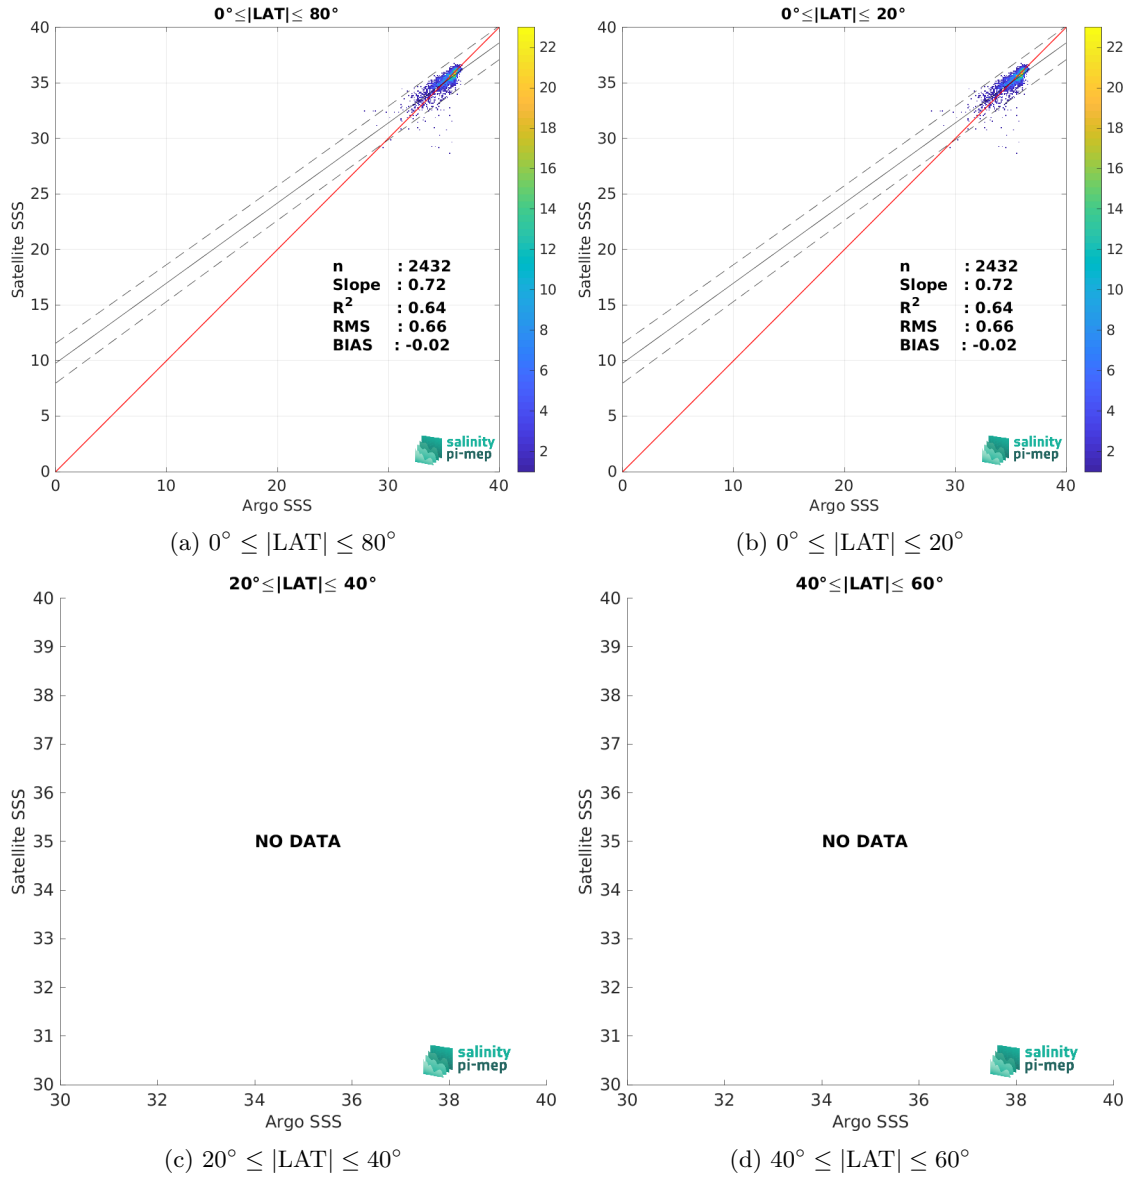 0°≤|LAT|≤ 80°
40
35
30
25
20
15
10
5
0
0
10
20
30
40
Satellite SSS
Argo SSS
n : 2432
Slope : 0.72
R² : 0.64
RMS : 0.66
BIAS : -0.02
salinity
pi-mep
22
20
18
16
14
12
10
8
6
4
2
(a) 0° ≤ |LAT| ≤ 80°
0°≤|LAT|≤ 20°
40
35
30
25
20
15
10
5
0
0
10
20
30
40
Satellite SSS
Argo SSS
n : 2432
Slope : 0.72
R² : 0.64
RMS : 0.66
BIAS : -0.02
salinity
pi-mep
22
20
18
16
14
12
10
8
6
4
2
(b) 0° ≤ |LAT| ≤ 20°
20°≤|LAT|≤ 40°
40
39
38
37
36
35
34
33
32
31
30
30
32
34
36
38
40
Satellite SSS
Argo SSS
NO DATA
salinity
pi-mep
(c) 20° ≤ |LAT| ≤ 40°
40°≤|LAT|≤ 60°
40
39
38
37
36
35
34
33
32
31
30
30
32
34
36
38
40
Satellite SSS
Argo SSS
NO DATA
salinity
pi-mep
(d) 40° ≤ |LAT| ≤ 60°